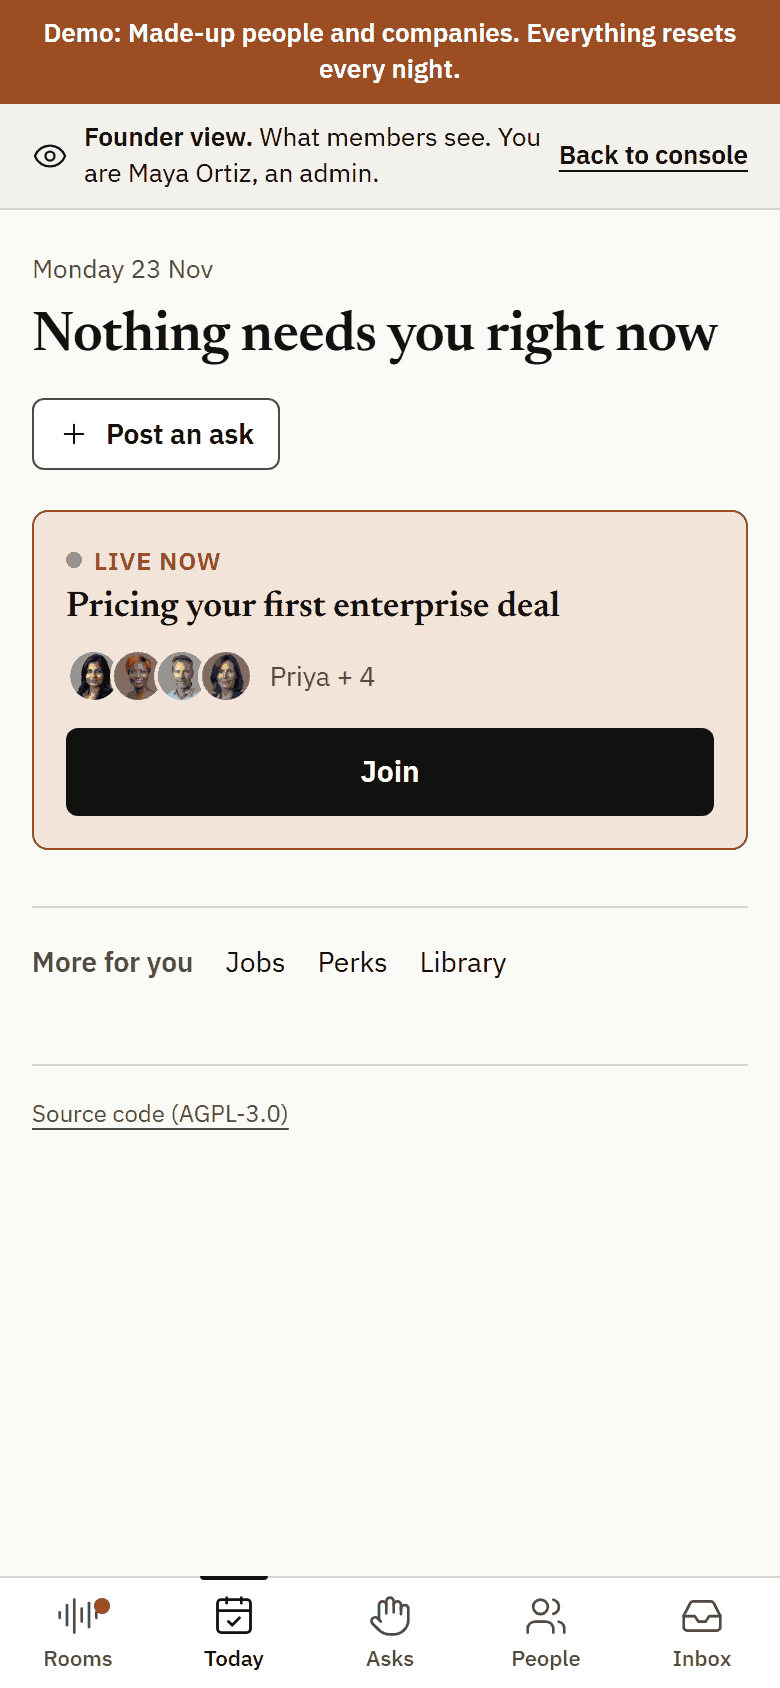 Demo: Made-up people and companies. Everything resets
every night.
Founder view. What members see. You
are Maya Ortiz, an admin.
Back to console
Monday 23 Nov
Nothing needs you right now
Post an ask
LIVE NOW
Pricing your first enterprise deal
Priya + 4
Join
More for you Jobs Perks Library
Source code (AGPL-3.0)
Rooms Today Asks People Inbox